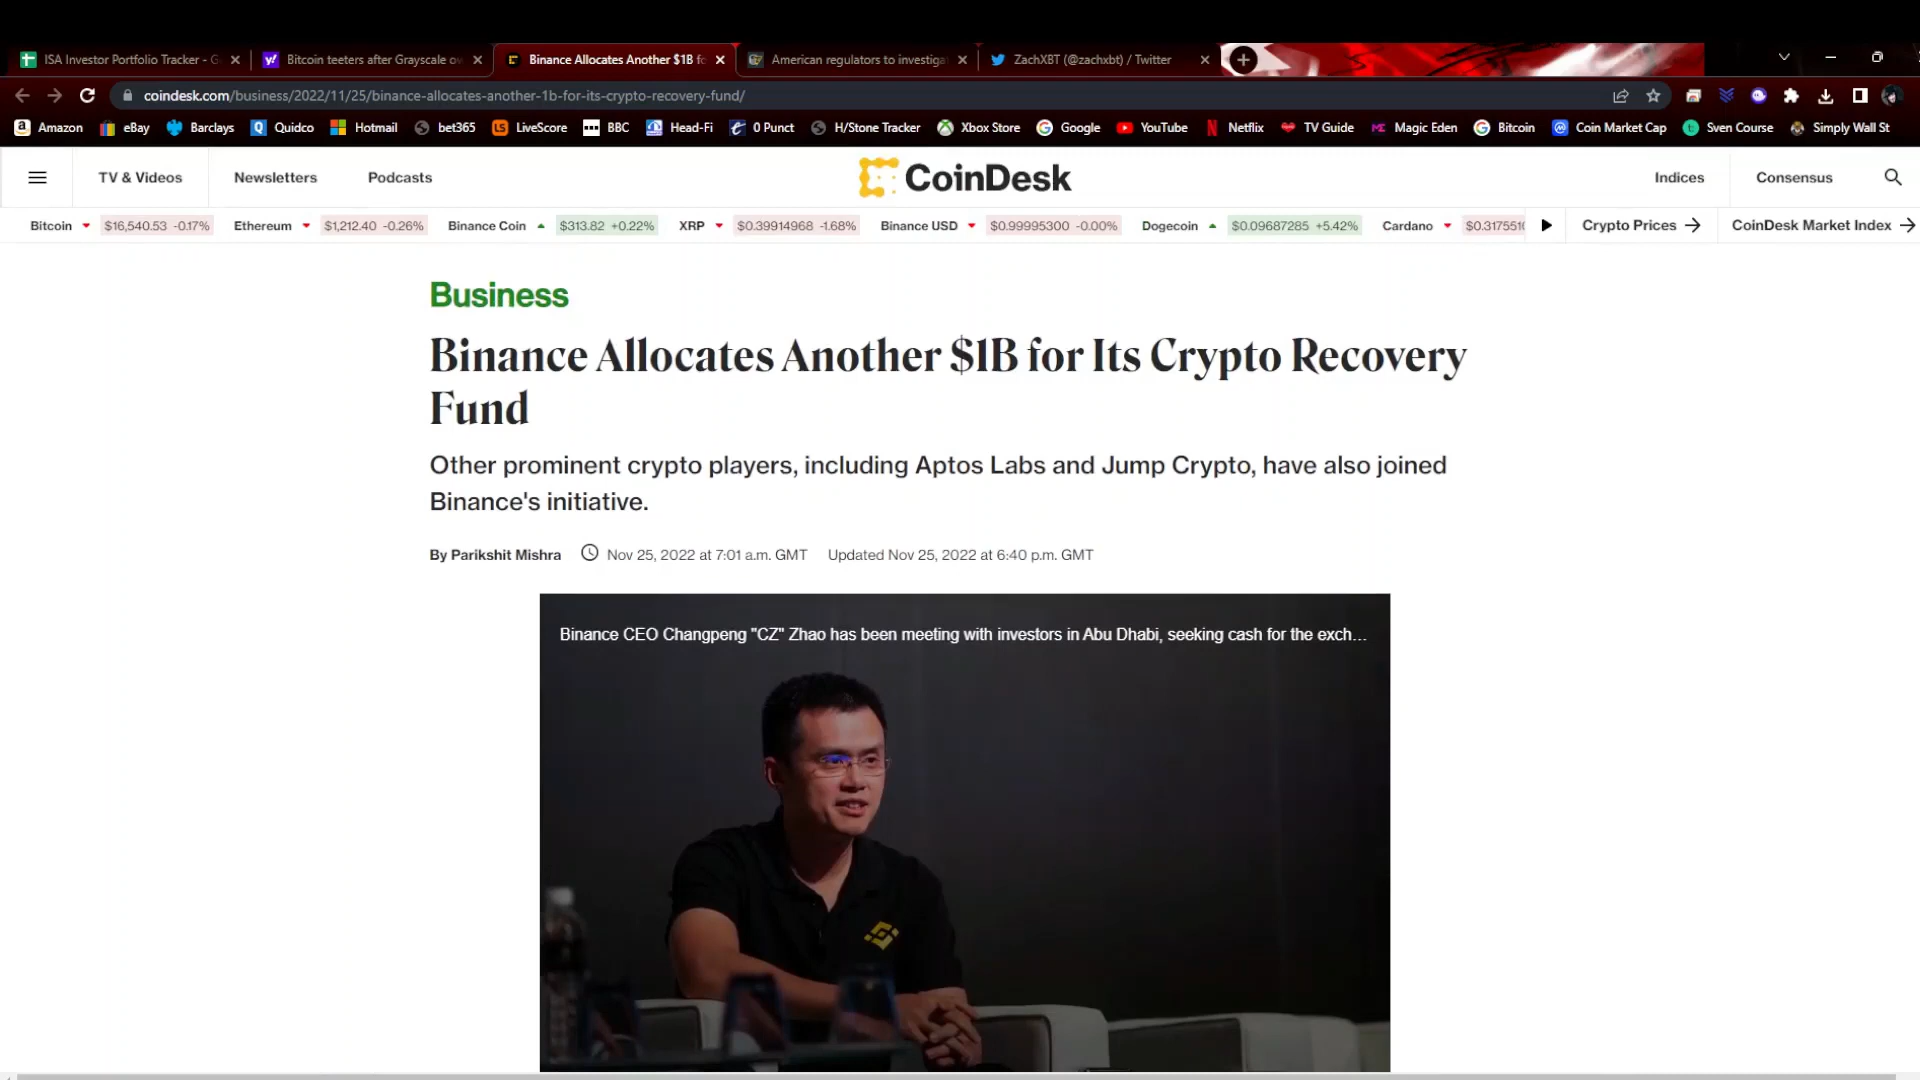 ISA Investor Portfolio Tracker - G
Bitcoin teeters after Grayscale ow
Binance Allocates Another $1B fo
American regulators to investiga
ZachXBT (@zachxbt) / Twitter
coindesk.com/business/2022/11/25/binance-allocates-another-1b-for-its-crypto-recovery-fund/
Amazon eBay Barclays Quidco Hotmail bet365 LiveScore BBC Head-Fi 0 Punct H/Stone Tracker Xbox Store Google YouTube Netflix TV Guide Magic Eden Bitcoin Coin Market Cap Sven Course Simply Wall St
TV & Videos Newsletters Podcasts CoinDesk Indices Consensus
Bitcoin $16,540.53 -0.17% Ethereum $1,212.40 -0.26% Binance Coin $313.82 +0.22% XRP $0.39914968 -1.68% Binance USD $0.99995300 -0.00% Dogecoin $0.09687285 +5.42% Cardano $0.317551 Crypto Prices → CoinDesk Market Index →
Business
Binance Allocates Another $1B for Its Crypto Recovery
Fund
Other prominent crypto players, including Aptos Labs and Jump Crypto, have also joined
Binance's initiative.
By Parikshit Mishra Nov 25, 2022 at 7:01 a.m. GMT Updated Nov 25, 2022 at 6:40 p.m. GMT
Binance CEO Changpeng "CZ" Zhao has been meeting with investors in Abu Dhabi, seeking cash for the exch...